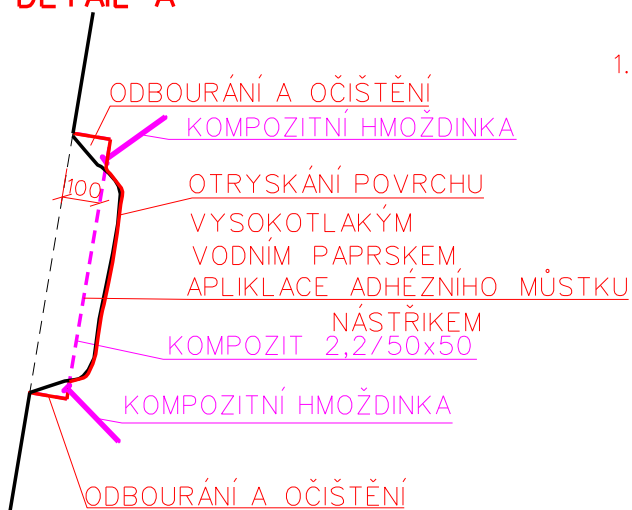 DETAIL A
1.
ODBOURÁNÍ A OČIŠTĚNÍ
KOMPOZITNÍ HMOŽDINKA
100
OTRYSKÁNÍ POVRCHU
VYSOKOTLAKÝM
VODNÍM PAPRSKEM
APLIKLACE ADHÉZNÍHO MŮSTKU
NÁSTŘIKEM
KOMPOZIT 2,2/50x50
KOMPOZITNÍ HMOŽDINKA
ODBOURÁNÍ A OČIŠTĚNÍ